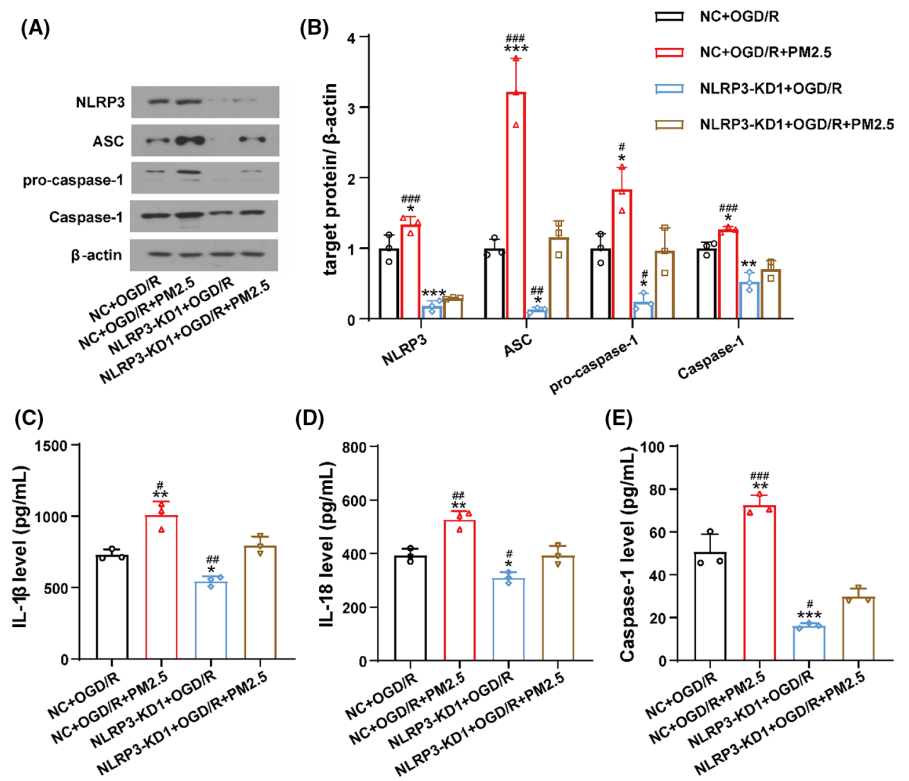 (A)
NLRP3
ASC
pro-caspase-1
Caspase-1
β-actin
NC+OGD/R
NC+OGD/R+PM2.5
NLRP3-KD1+OGD/R
NLRP3-KD1+OGD/R+PM2.5
(B)
target protein/ β-actin
5
4
3
2
1
0
###
*
***
###
***
##
*
#
*
#
*
###
*
**
NLRP3
ASC
pro-caspase-1
Caspase-1
NC+OGD/R
NC+OGD/R+PM2.5
NLRP3-KD1+OGD/R
NLRP3-KD1+OGD/R+PM2.5
(C)
IL-1β level (pg/mL)
1500
1000
500
0
#
**
##
*
NC+OGD/R
NC+OGD/R+PM2.5
NLRP3-KD1+OGD/R
NLRP3-KD1+OGD/R+PM2.5
(D)
IL-18 level (pg/mL)
800
600
400
200
0
##
**
#
*
NC+OGD/R
NC+OGD/R+PM2.5
NLRP3-KD1+OGD/R
NLRP3-KD1+OGD/R+PM2.5
(E)
Caspase-1 level (pg/mL)
100
80
60
40
20
0
###
**
#
***
NC+OGD/R
NC+OGD/R+PM2.5
NLRP3-KD1+OGD/R
NLRP3-KD1+OGD/R+PM2.5